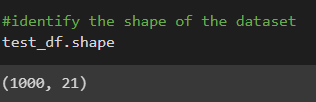 #identify the shape of the dataset
test_df.shape
(1000, 21)